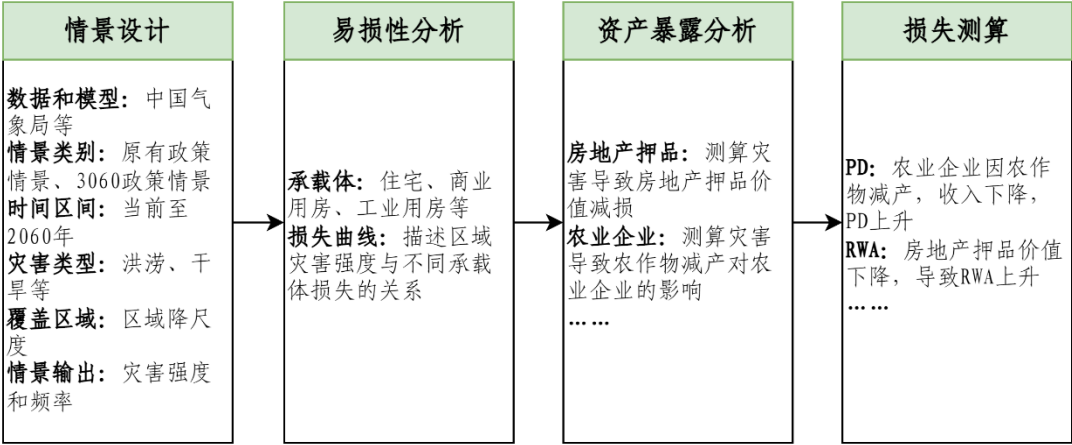 情景设计
数据和模型：中国气
象局等
情景类别：原有政策
情景、3060政策情景
时间区间：当前至
2060年
灾害类型：洪涝、干
旱等
覆盖区域：区域降尺
度
情景输出：灾害强度
和频率
易损性分析
承载体：住宅、商业
用房、工业用房等
损失曲线：描述区域
灾害强度与不同承载
体损失的关系
资产暴露分析
房地产押品：测算灾
害导致房地产押品价
值减损
农业企业：测算灾害
导致农作物减产对农
业企业的影响
……
损失测算
PD：农业企业因农作
物减产，收入下降，
PD上升
RWA：房地产押品价值
下降，导致RWA上升
……